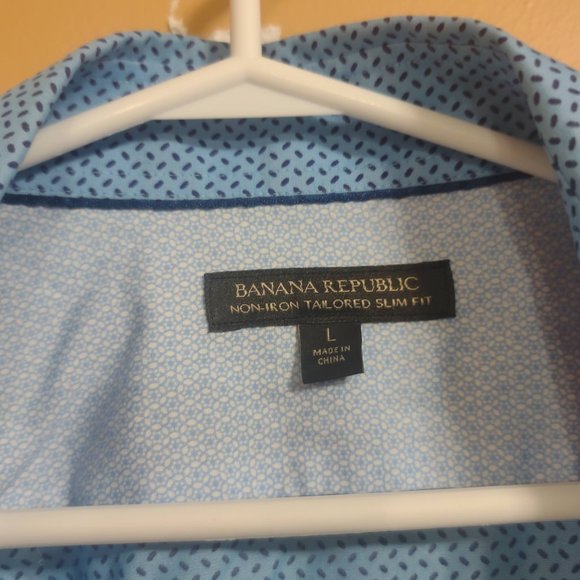 BANANA REPUBLIC
NON-IRON TAILORED SLIM FIT
L
MADE IN
CHINA